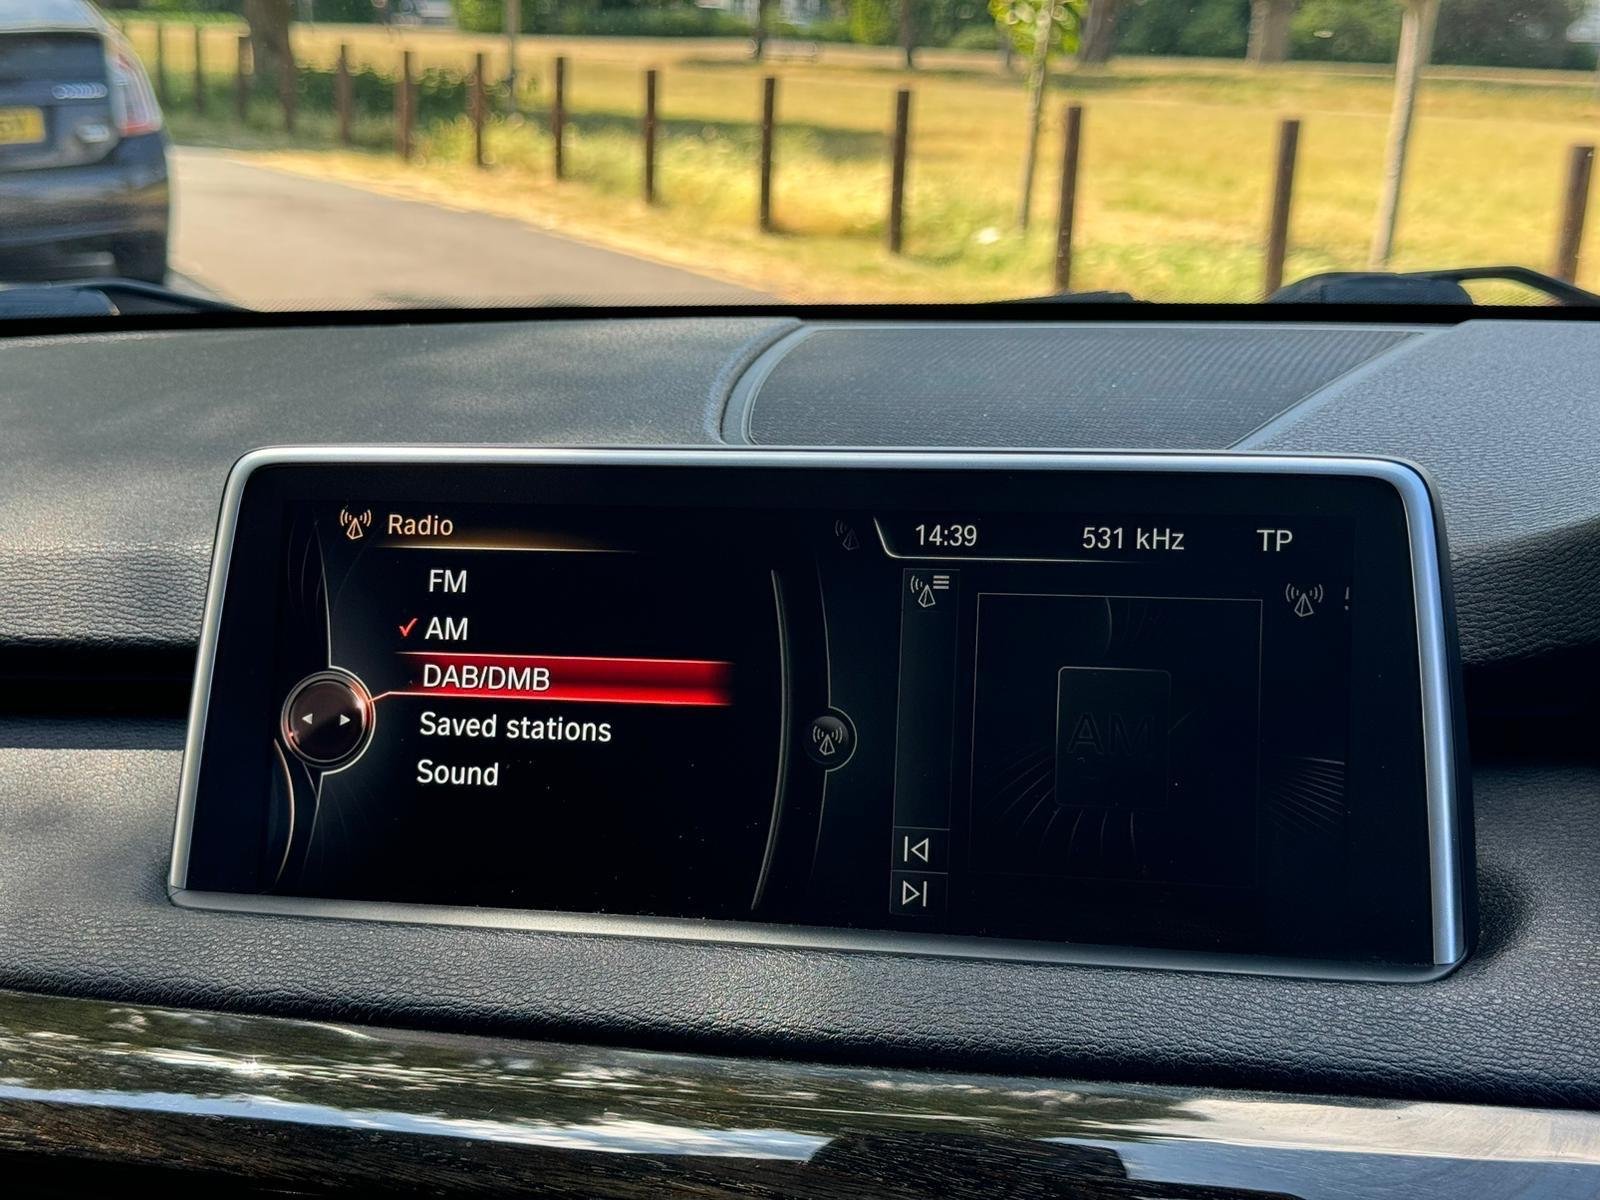 Radio
FM
✓ AM
DAB/DMB
Saved stations
Sound
14:39 531 kHz TP
AM